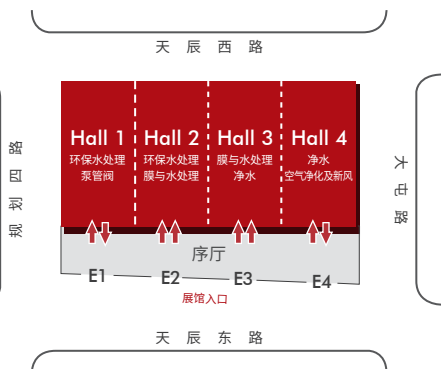 天辰西路
规划四路
Hall 1
环保水处理
泵管阀
Hall 2
环保水处理
膜与水处理
Hall 3
膜与水处理
净水
Hall 4
净水
空气净化及新风
大屯路
序厅
E1
E2
E3
E4
展馆入口
天辰东路